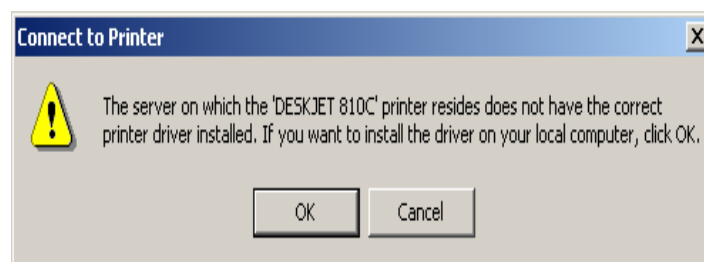 Connect to Printer
X
The server on which the 'DESKJET 810C' printer resides does not have the correct
printer driver installed. If you want to install the driver on your local computer, click OK.
OK Cancel